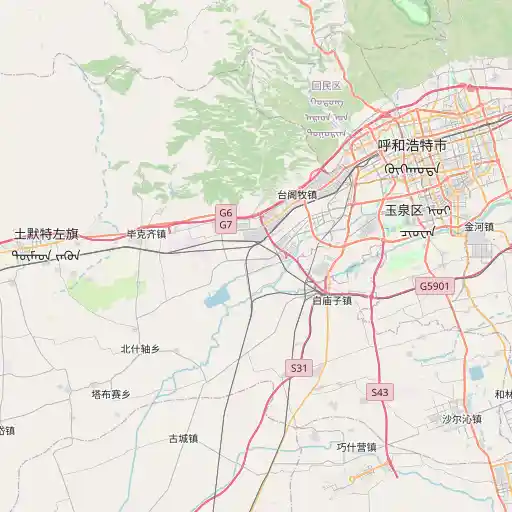 回民区
呼和浩特市
台阁牧镇
玉泉区
G6
G7
金河镇
土默特左旗
毕克齐镇
G5901
白庙子镇
北什轴乡
S31
S43
塔布赛乡
和林
沙尔沁镇
岱镇
古城镇
巧什营镇